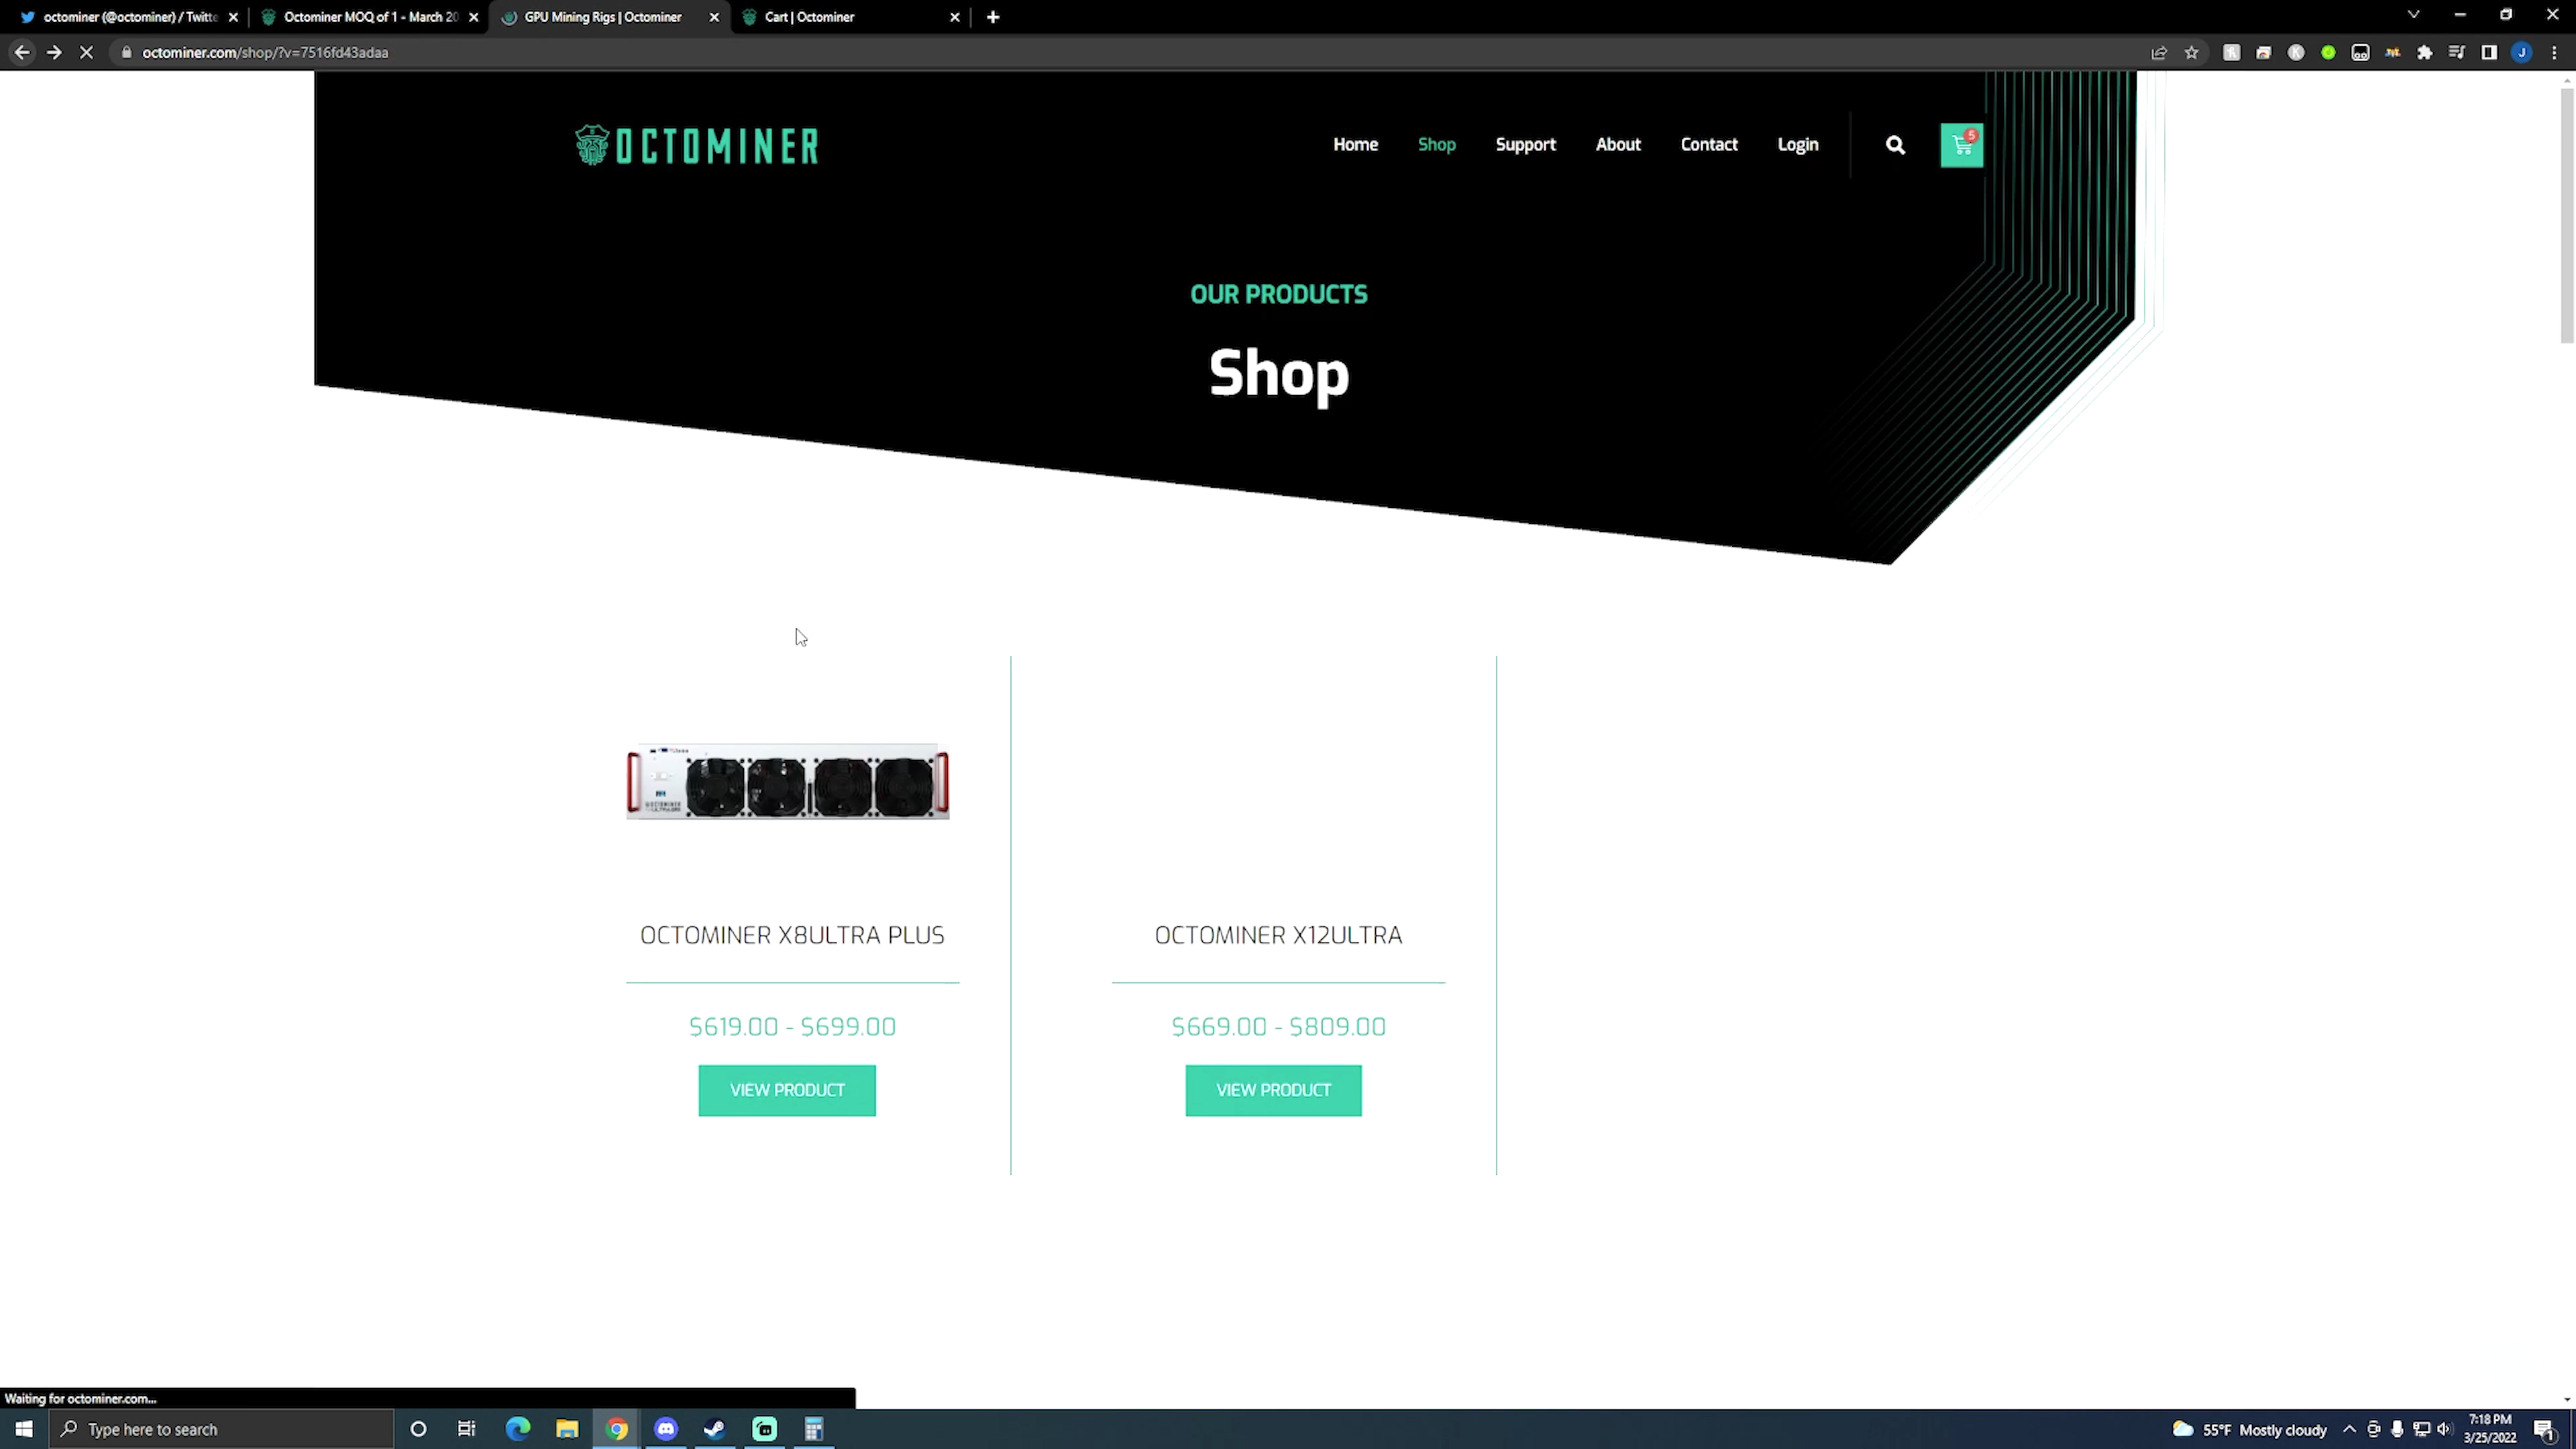 octominer (@octominer) / Twitte
Octominer MOQ of 1 - March 20
GPU Mining Rigs | Octominer
Cart | Octominer
octominer.com/shop/?v=7516fd43adaa
J
OCTOMINER
Home
Shop
Support
About
Contact
Login
5
OUR PRODUCTS
Shop
OCTOMINER X8ULTRA PLUS
OCTOMINER X12ULTRA
$619.00 - $699.00
$669.00 - $809.00
VIEW PRODUCT
VIEW PRODUCT
Waiting for octominer.com...
Type here to search
55°F Mostly cloudy
7:18 PM
3/25/2022
1